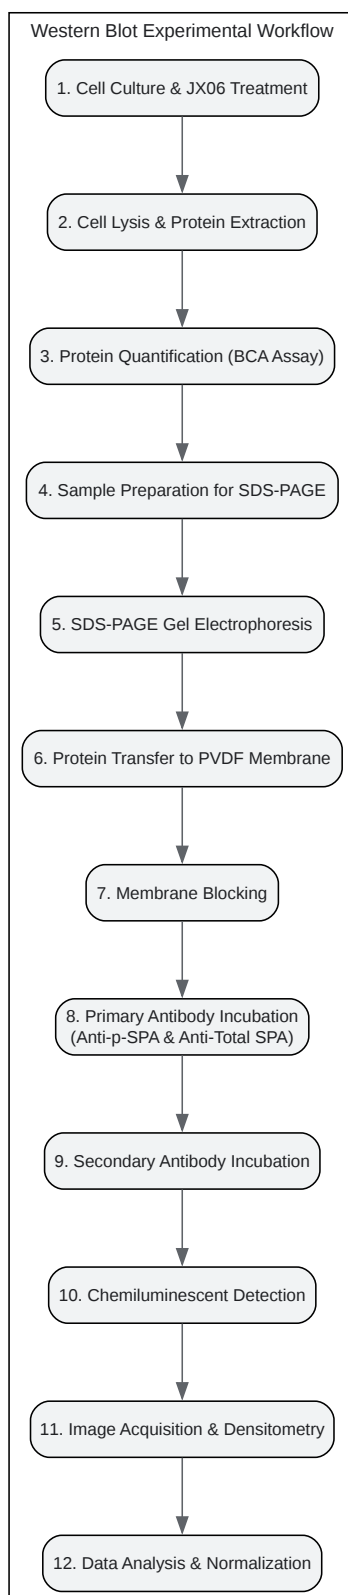 Western Blot Experimental Workflow
1. Cell Culture & JX06 Treatment
2. Cell Lysis & Protein Extraction
3. Protein Quantification (BCA Assay)
4. Sample Preparation for SDS-PAGE
5. SDS-PAGE Gel Electrophoresis
6. Protein Transfer to PVDF Membrane
7. Membrane Blocking
8. Primary Antibody Incubation
(Anti-p-SPA & Anti-Total SPA)
9. Secondary Antibody Incubation
10. Chemiluminescent Detection
11. Image Acquisition & Densitometry
12. Data Analysis & Normalization